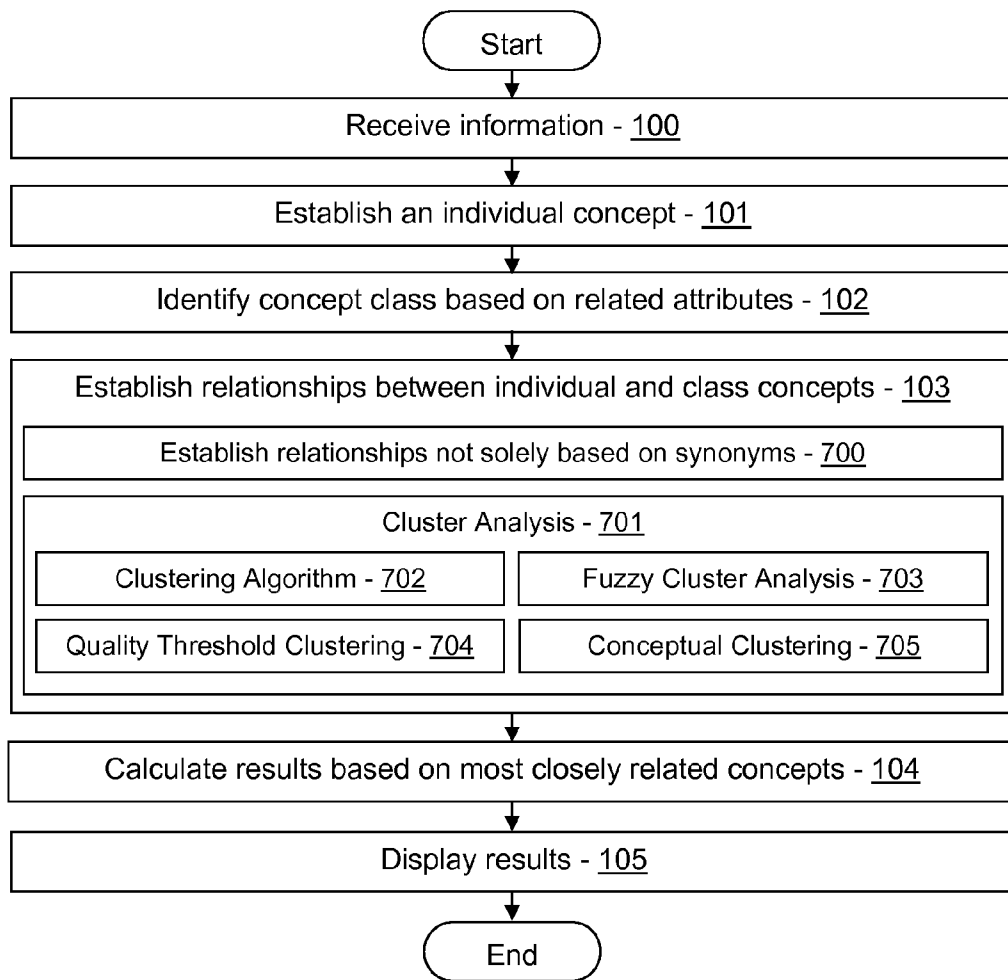 Start
Receive information - 100
Establish an individual concept - 101
Identify concept class based on related attributes - 102
Establish relationships between individual and class concepts - 103
Establish relationships not solely based on synonyms - 700
Cluster Analysis - 701
Clustering Algorithm - 702
Fuzzy Cluster Analysis - 703
Quality Threshold Clustering - 704
Conceptual Clustering - 705
Calculate results based on most closely related concepts - 104
Display results - 105
End